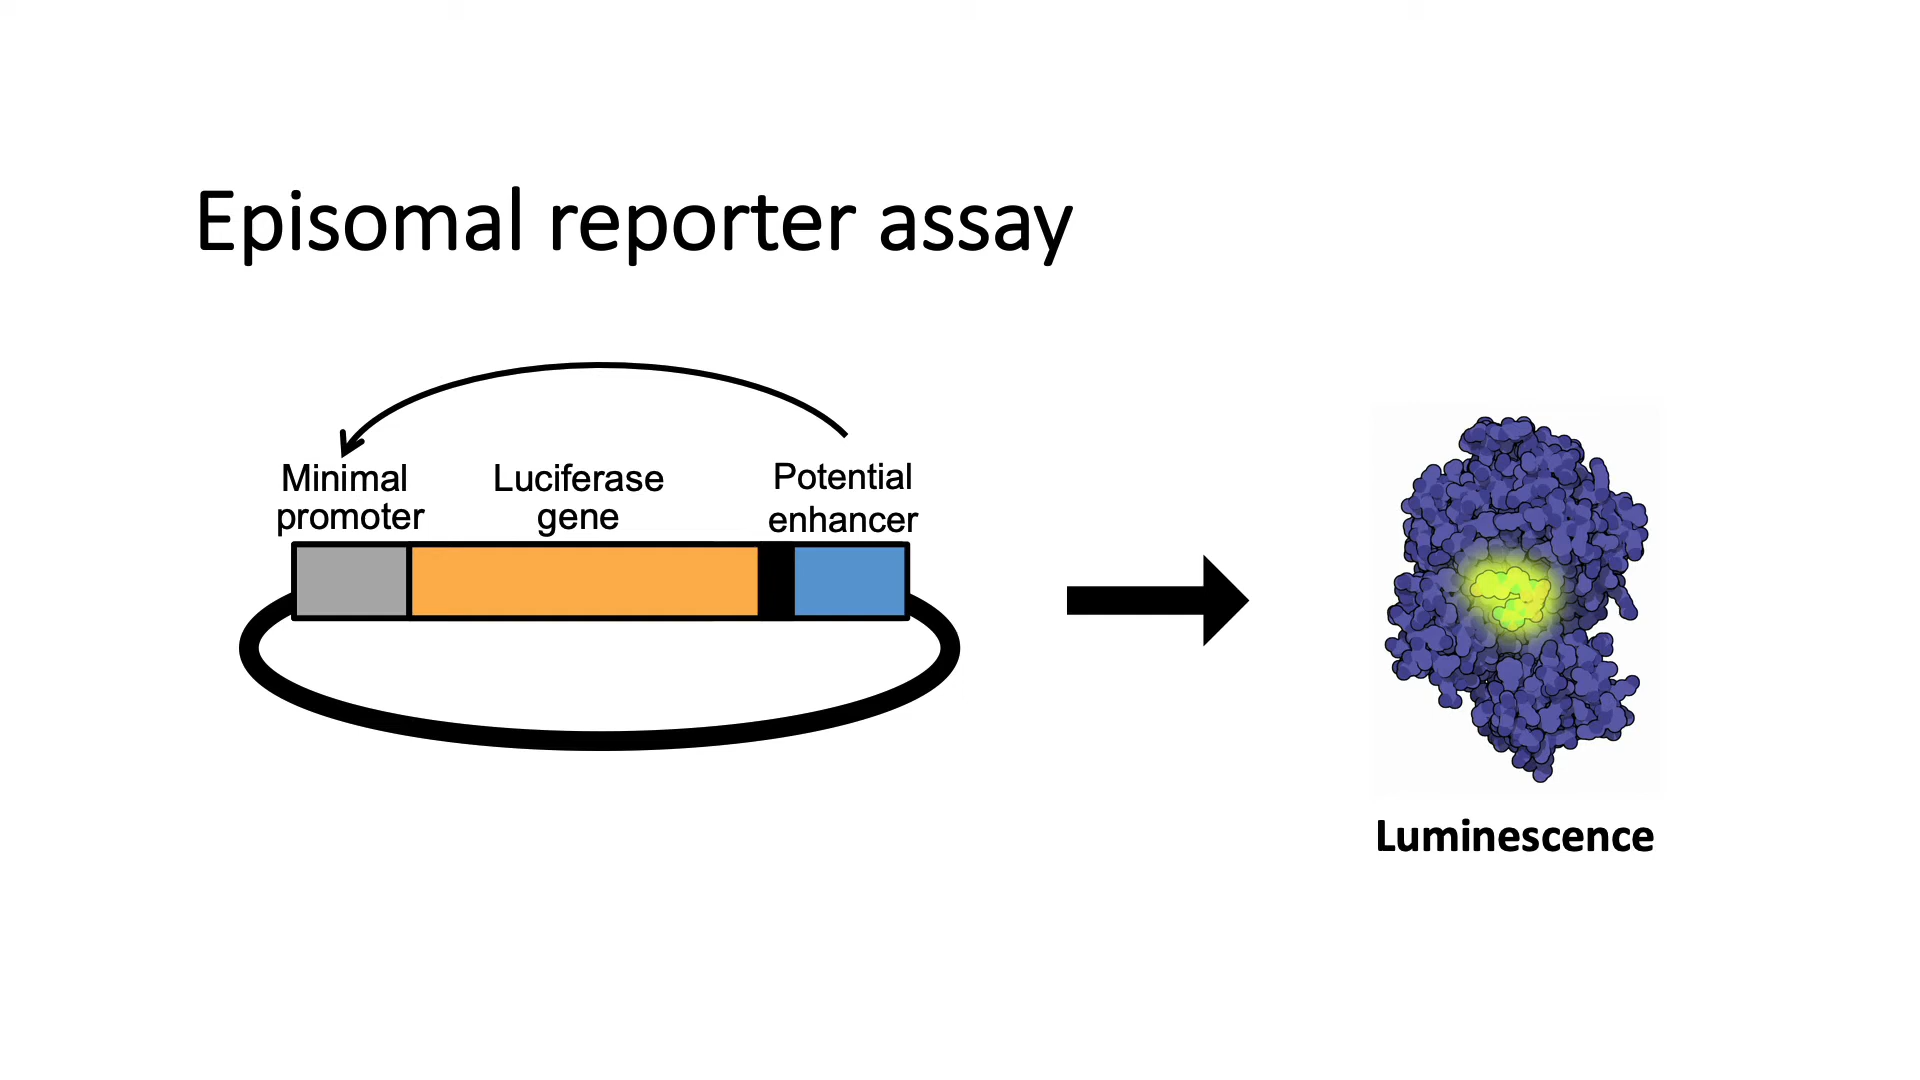 Episomal reporter assay
Minimal
promoter
Luciferase
gene
Potential
enhancer
Luminescence